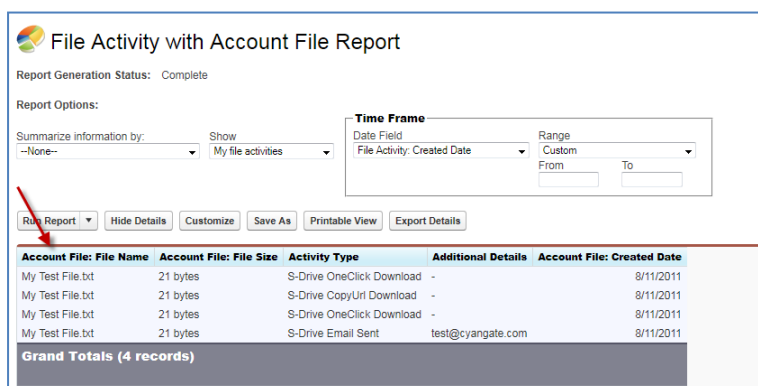 File Activity with Account File Report
Report Generation Status: Complete
Report Options:
Time Frame
Summarize information by: Show Date Field Range
--None-- My file activities File Activity: Created Date Custom
From To
Run Report Hide Details Customize Save As Printable View Export Details
Account File: File Name Account File: File Size Activity Type Additional Details Account File: Created Date
My Test File.txt 21 bytes S-Drive OneClick Download - 8/11/2011
My Test File.txt 21 bytes S-Drive CopyUrl Download - 8/11/2011
My Test File.txt 21 bytes S-Drive OneClick Download - 8/11/2011
My Test File.txt 21 bytes S-Drive Email Sent test@cyangate.com 8/11/2011
Grand Totals (4 records)